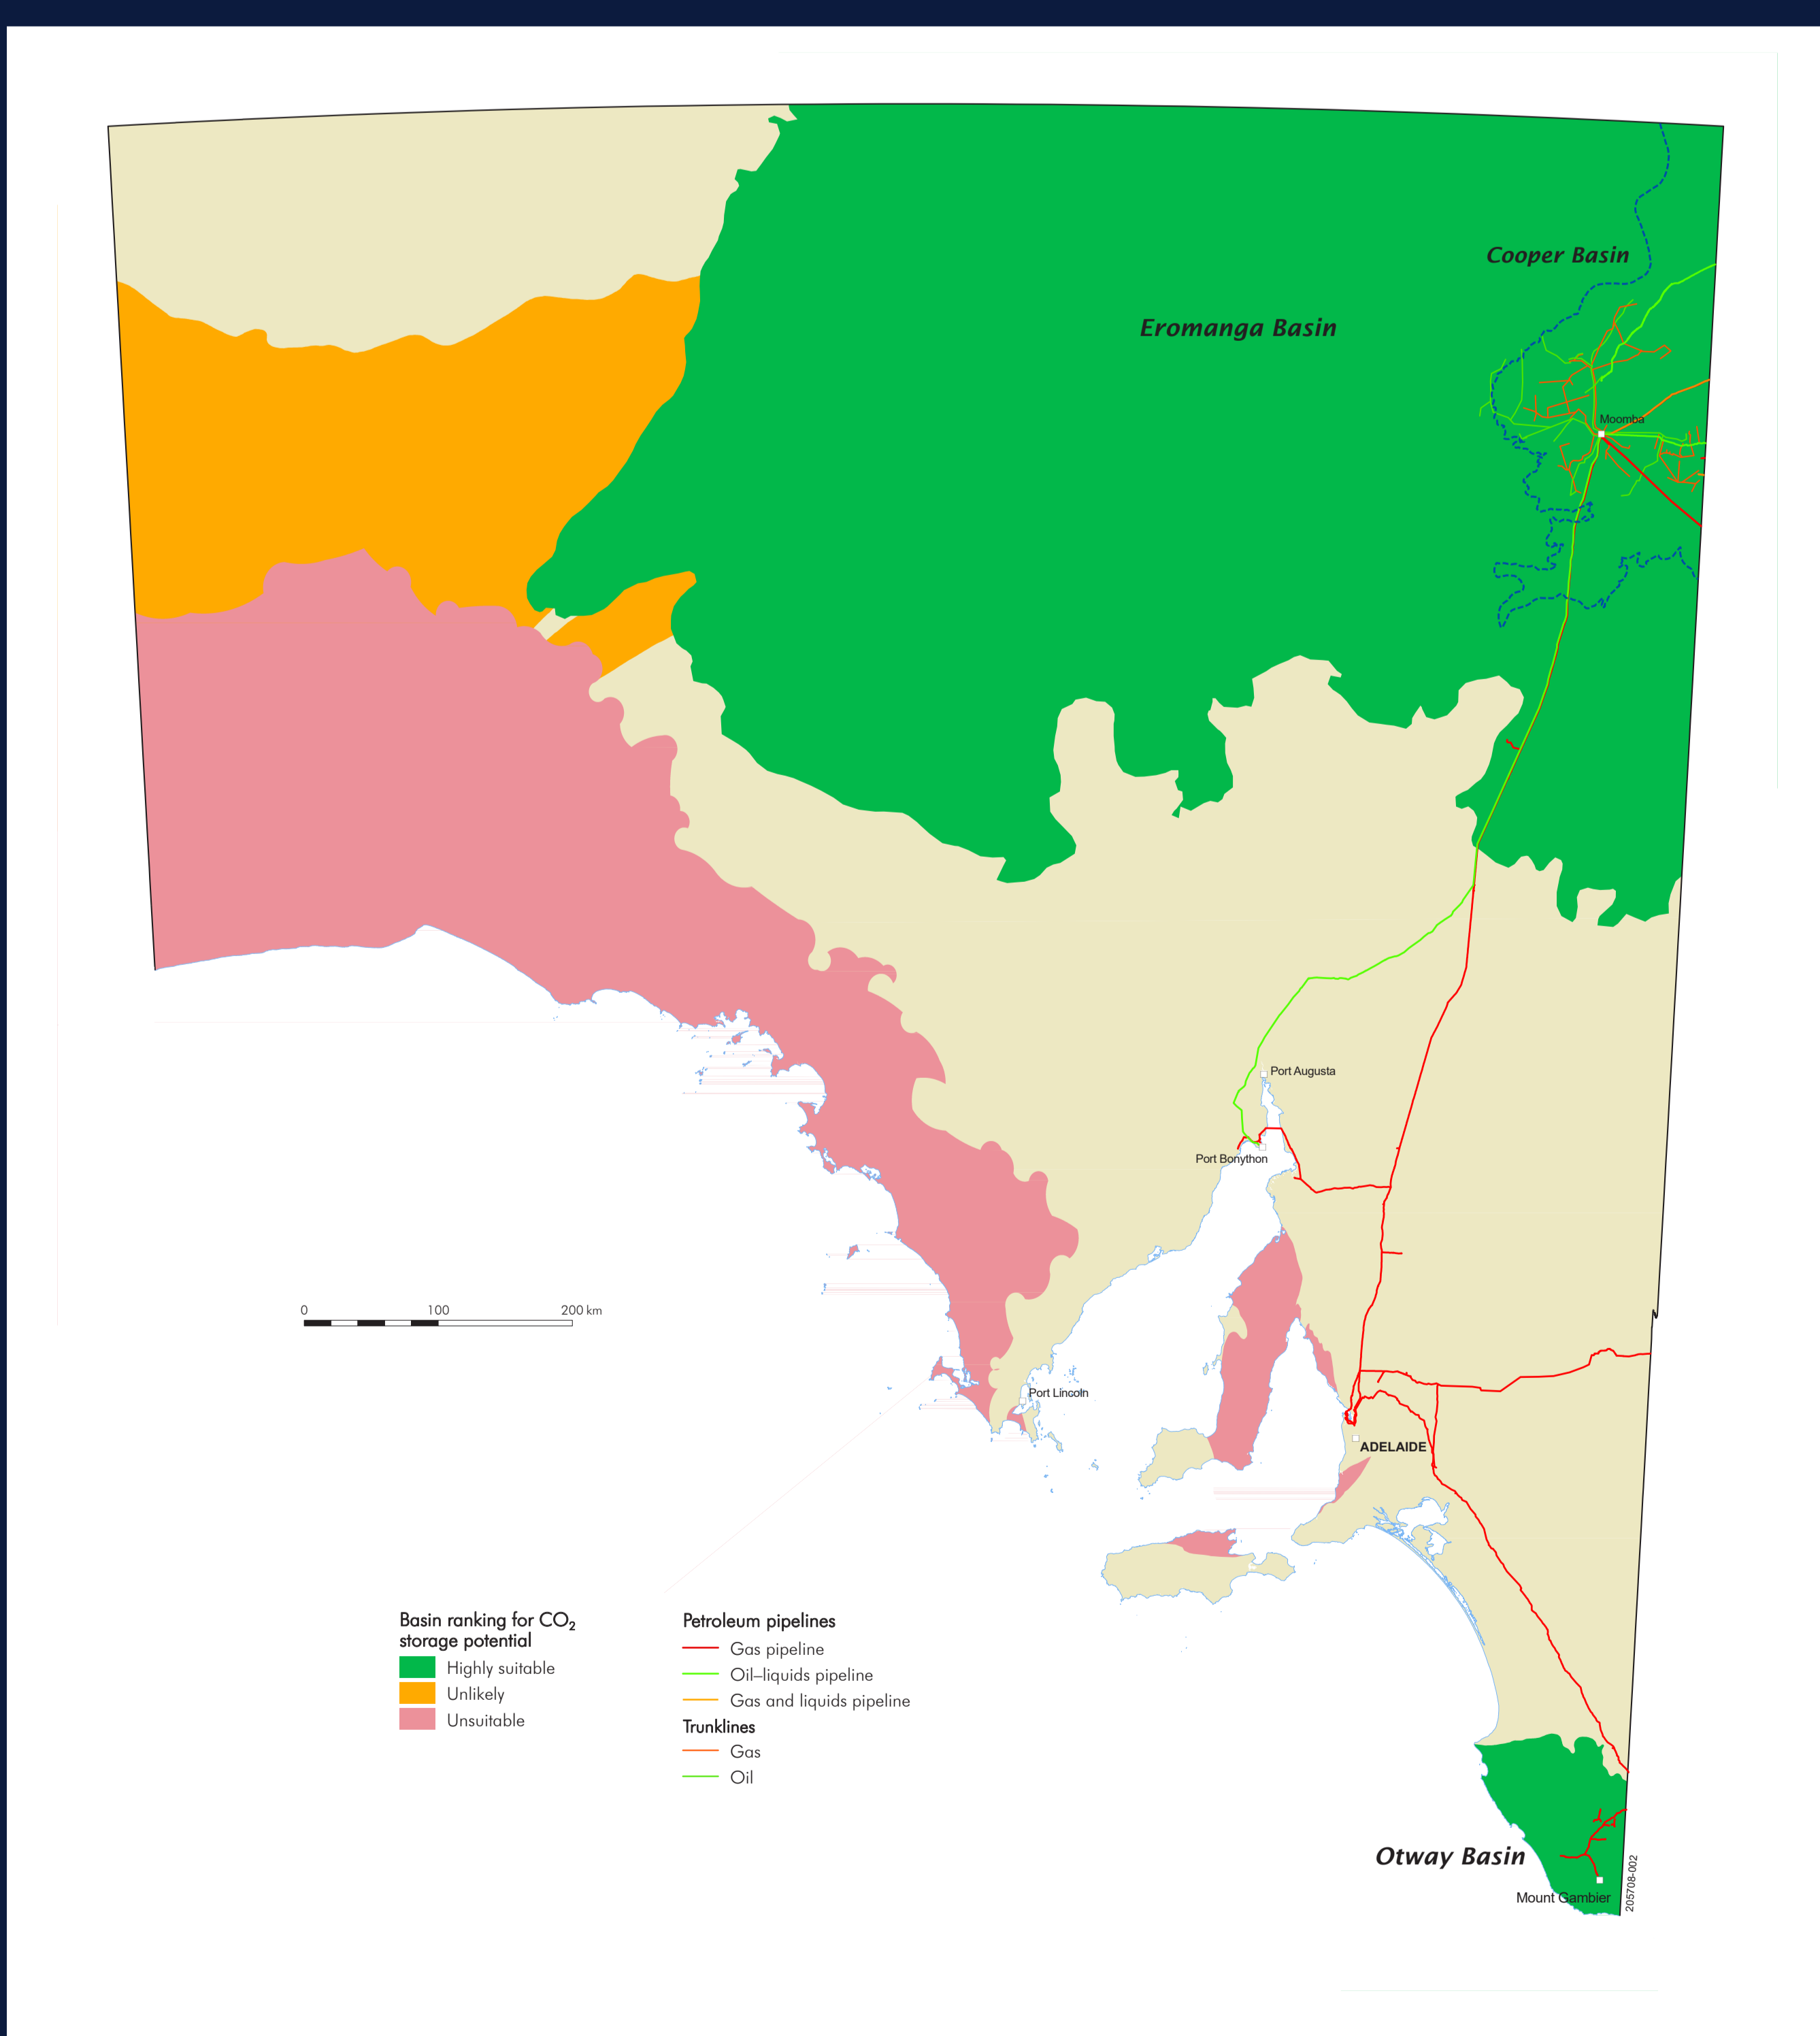 Cooper Basin
Eromanga Basin
Moomba
Port Augusta
Port Bonython
0 100 200 km
Port Lincoln
ADELAIDE
Basin ranking for CO₂
storage potential
Highly suitable
Unlikely
Unsuitable
Petroleum pipelines
Gas pipeline
Oil–liquids pipeline
Gas and liquids pipeline
Trunklines
Gas
Oil
Otway Basin
Mount Gambier
205708-002